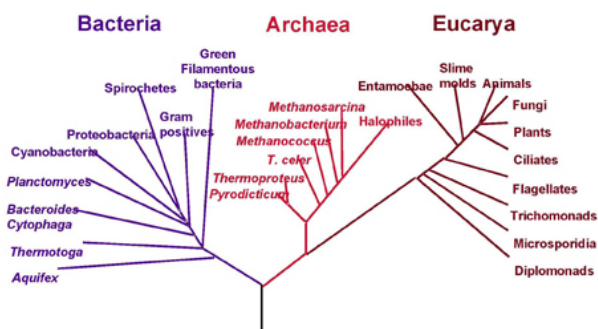 Bacteria
Archaea
Eucarya
Green
Filamentous
bacteria
Spirochetes
Gram
positives
Proteobacteria
Cyanobacteria
Planctomyces
Bacteroides
Cytophaga
Thermotoga
Aquifex
Methanosarcina
Methanobacterium
Halophiles
Methanococcus
T. celer
Thermoproteus
Pyrodicticum
Entamoebae
Slime
molds
Animals
Fungi
Plants
Ciliates
Flagellates
Trichomonads
Microsporidia
Diplomonads